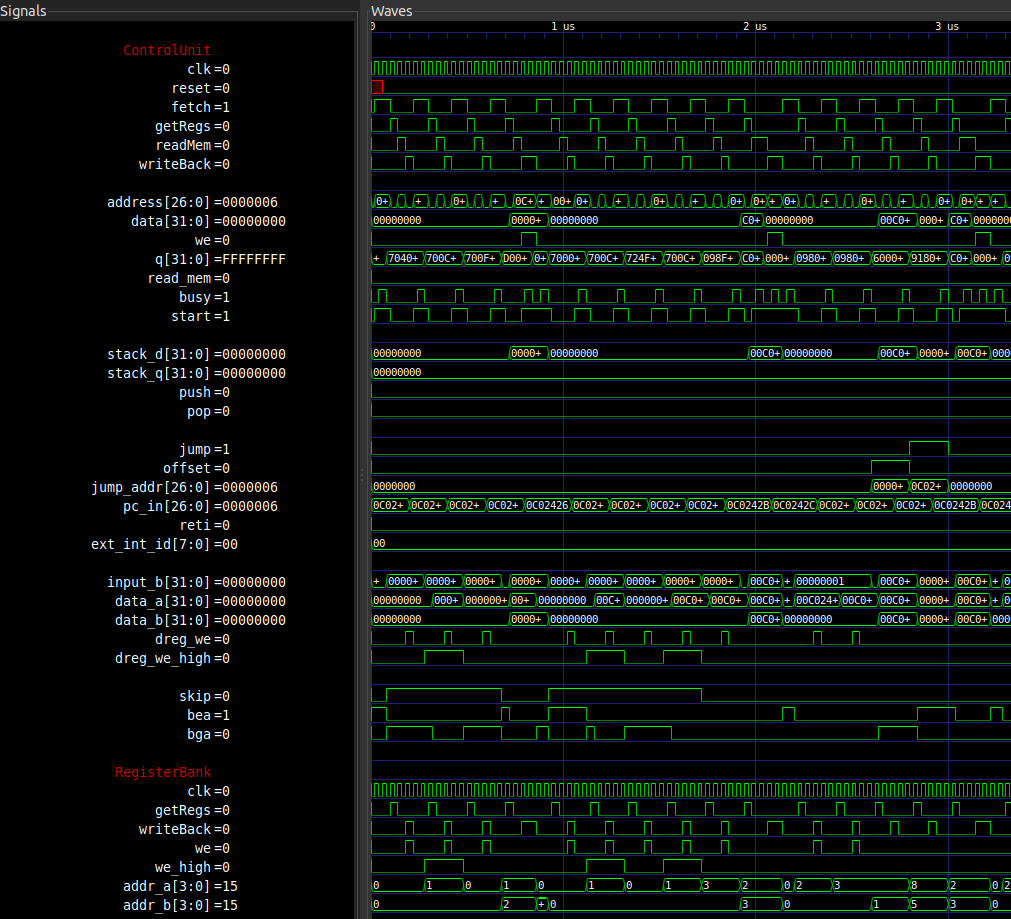 Signals
Waves
0 1 us 2 us 3 us
ControlUnit
clk=0
reset=0
fetch=1
getRegs=0
readMem=0
writeBack=0
address[26:0]=0000006 0+ + 0+ + 0C+ + 00+ 0+ + 0+ + 0+ 0+ + 0+ + 0+ + 0+ 0+ + +
data[31:0]=00000000 00000000 0000+ 00000000 C0+ 00000000 00C0+ 000+ C0+ 0000000
we=0
q[31:0]=FFFFFFFF + 7040+ 700C+ 700F+ D00+ 0+ 7000+ 700C+ 724F+ 700C+ 098F+ C0+ 000+ 0980+ 0980+ 6000+ 9180+ C0+ 000+
read_mem=0
busy=1
start=1
stack_d[31:0]=00000000 00000000 0000+ 00000000 00C0+ 00000000 00C0+ 0000+ 00C0+ 000
stack_q[31:0]=00000000 00000000
push=0
pop=0
jump=1
offset=0
jump_addr[26:0]=0000006 0000000 0000+ 0C02+ 0000000
pc_in[26:0]=0000006 0C02+ 0C02+ 0C02+ 0C02+ 0C02426 0C02+ 0C02+ 0C02+ 0C02+ 0C0242B 0C0242C 0C02+ 0C02+ 0C02+ 0C0242B 0C024
reti=0
ext_int_id[7:0]=00 00
input_b[31:0]=00000000 + 0000+ 0000+ 0000+ 0000+ 0000+ 0000+ 0000+ 0000+ 0000+ 00C0+ + 00000001 00C0+ 0000+ 00C0+ + 00
data_a[31:0]=00000000 00000000 000+ 000000+ 00+ 00000000 00C+ 000000+ 00C0+ 00C0+ 00C0+ + 00C024+ 00C0+ 00C0+ 0000+ 00C0+ + 00
data_b[31:0]=00000000 00000000 0000+ 00000000 00C0+ 00000000 00C0+ 0000+ 00C0+ 000
dreg_we=0
dreg_we_high=0
skip=0
bea=1
bga=0
RegisterBank
clk=0
getRegs=0
writeBack=0
we=0
we_high=0
addr_a[3:0]=15 0 1 0 1 0 1 0 1 3 2 0 2 3 8 2 0 2
addr_b[3:0]=15 0 2 + 0 3 0 1 5 3 0